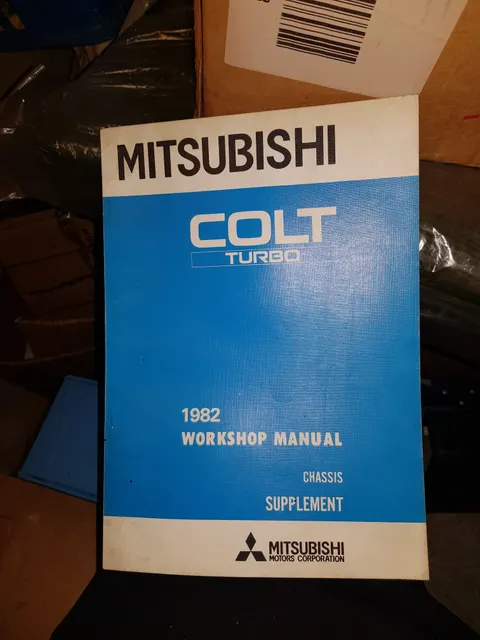 MITSUBISHI
COLT
TURBO
1982
WORKSHOP MANUAL
CHASSIS
SUPPLEMENT
MITSUBISHI
MOTORS CORPORATION